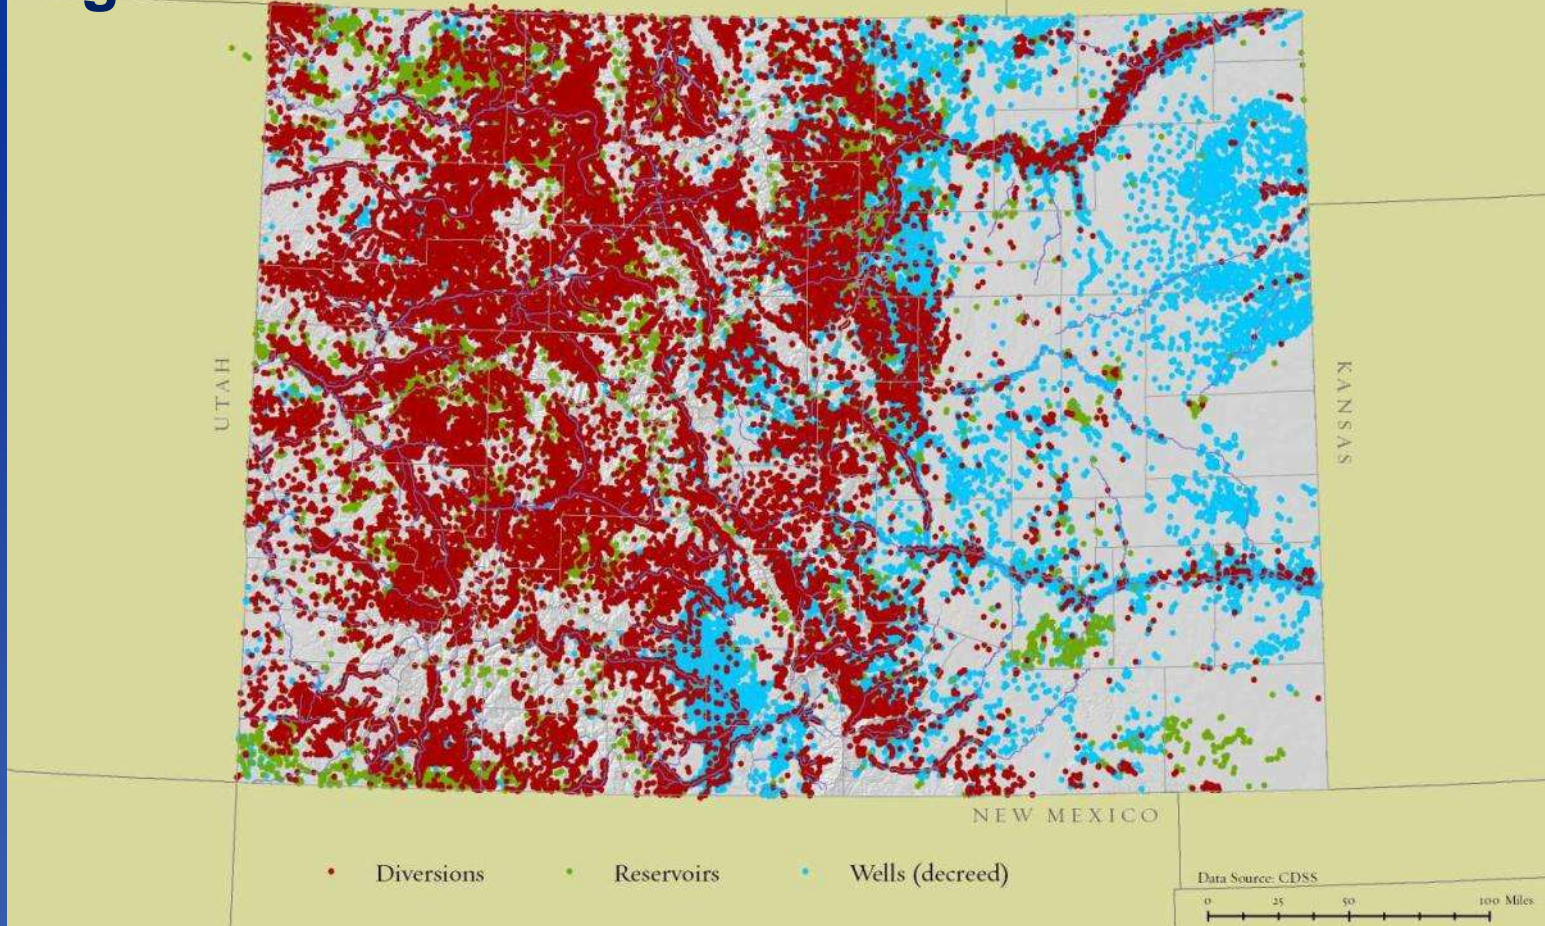 g
UTAH
KANSAS
NEW MEXICO
Diversions
Reservoirs
Wells (decreed)
Data Source: CDSS
0 25 50 100 Miles